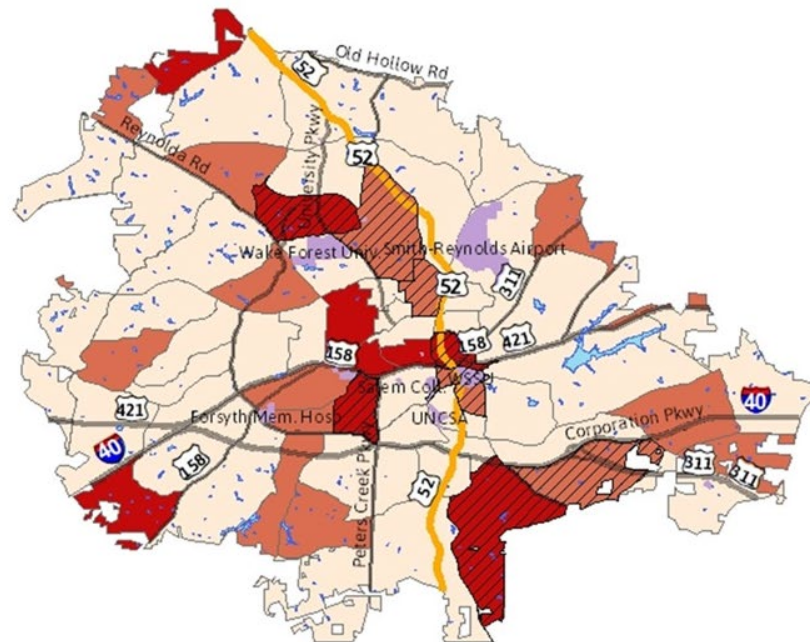 52
Old Hollow Rd
University Pkwy
Reynolda Rd
52
Wake Forest Univ.
Smith-Reynolds Airport
52
311
158
158
421
Salem Coll.
WSSU
421
Forsyth Mem. Hosp
UNCSA
Corporation Pkwy
40
40
158
52
311
311
Peters Creek Pkwy